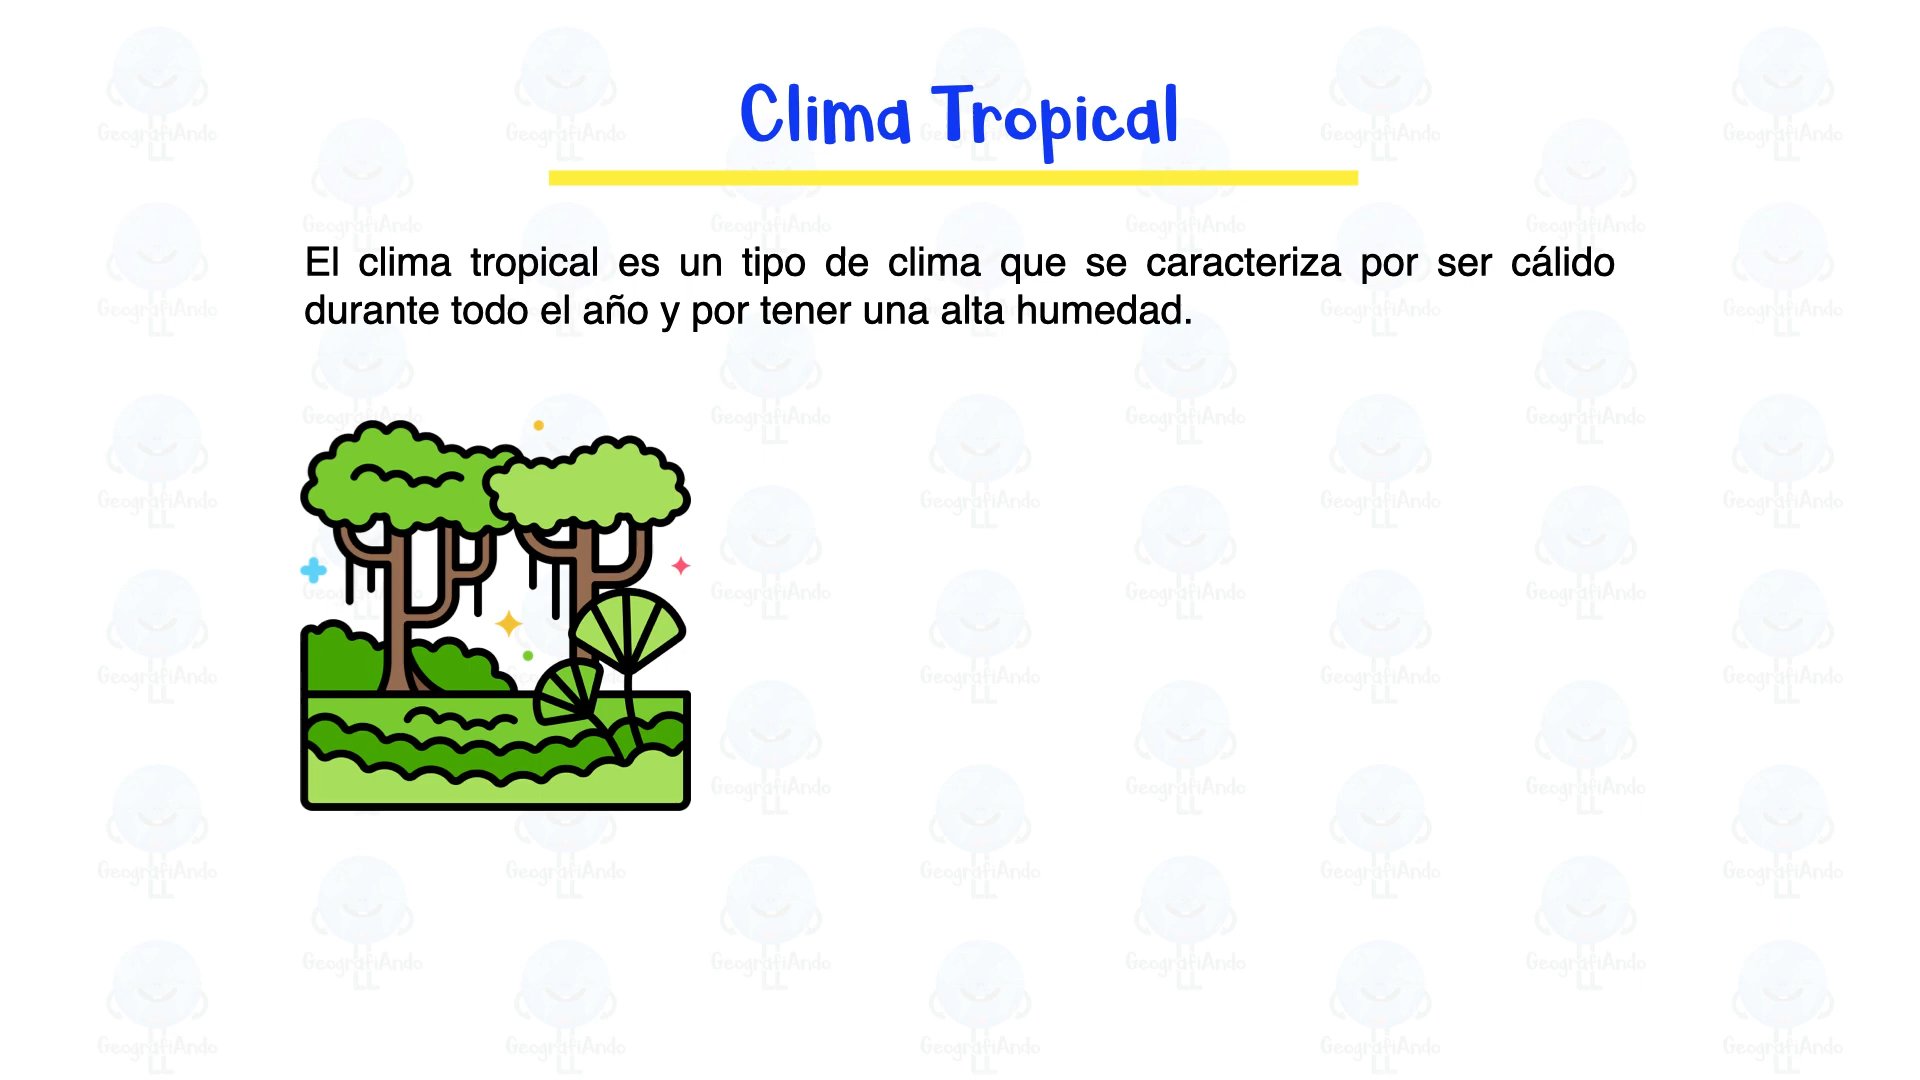 Clima Tropical
El clima tropical es un tipo de clima que se caracteriza por ser cálido
durante todo el año y por tener una alta humedad.
GeografiAndo